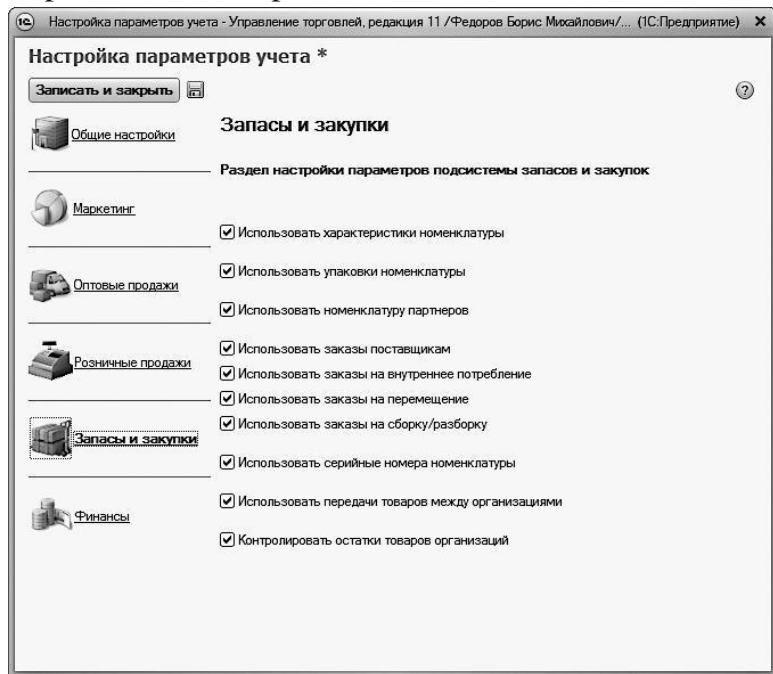 Настройка параметров учета - Управление торговлей, редакция 11 /Федоров Борис Михайлович/... (1С:Предприятие)
Настройка параметров учета *
Записать и закрыть
?
Общие настройки
Маркетинг
Оптовые продажи
Розничные продажи
Запасы и закупки
Финансы
Запасы и закупки
Раздел настройки параметров подсистемы запасов и закупок
Использовать характеристики номенклатуры
Использовать упаковки номенклатуры
Использовать номенклатуру партнеров
Использовать заказы поставщикам
Использовать заказы на внутреннее потребление
Использовать заказы на перемещение
Использовать заказы на сборку/разборку
Использовать серийные номера номенклатуры
Использовать передачи товаров между организациями
Контролировать остатки товаров организаций